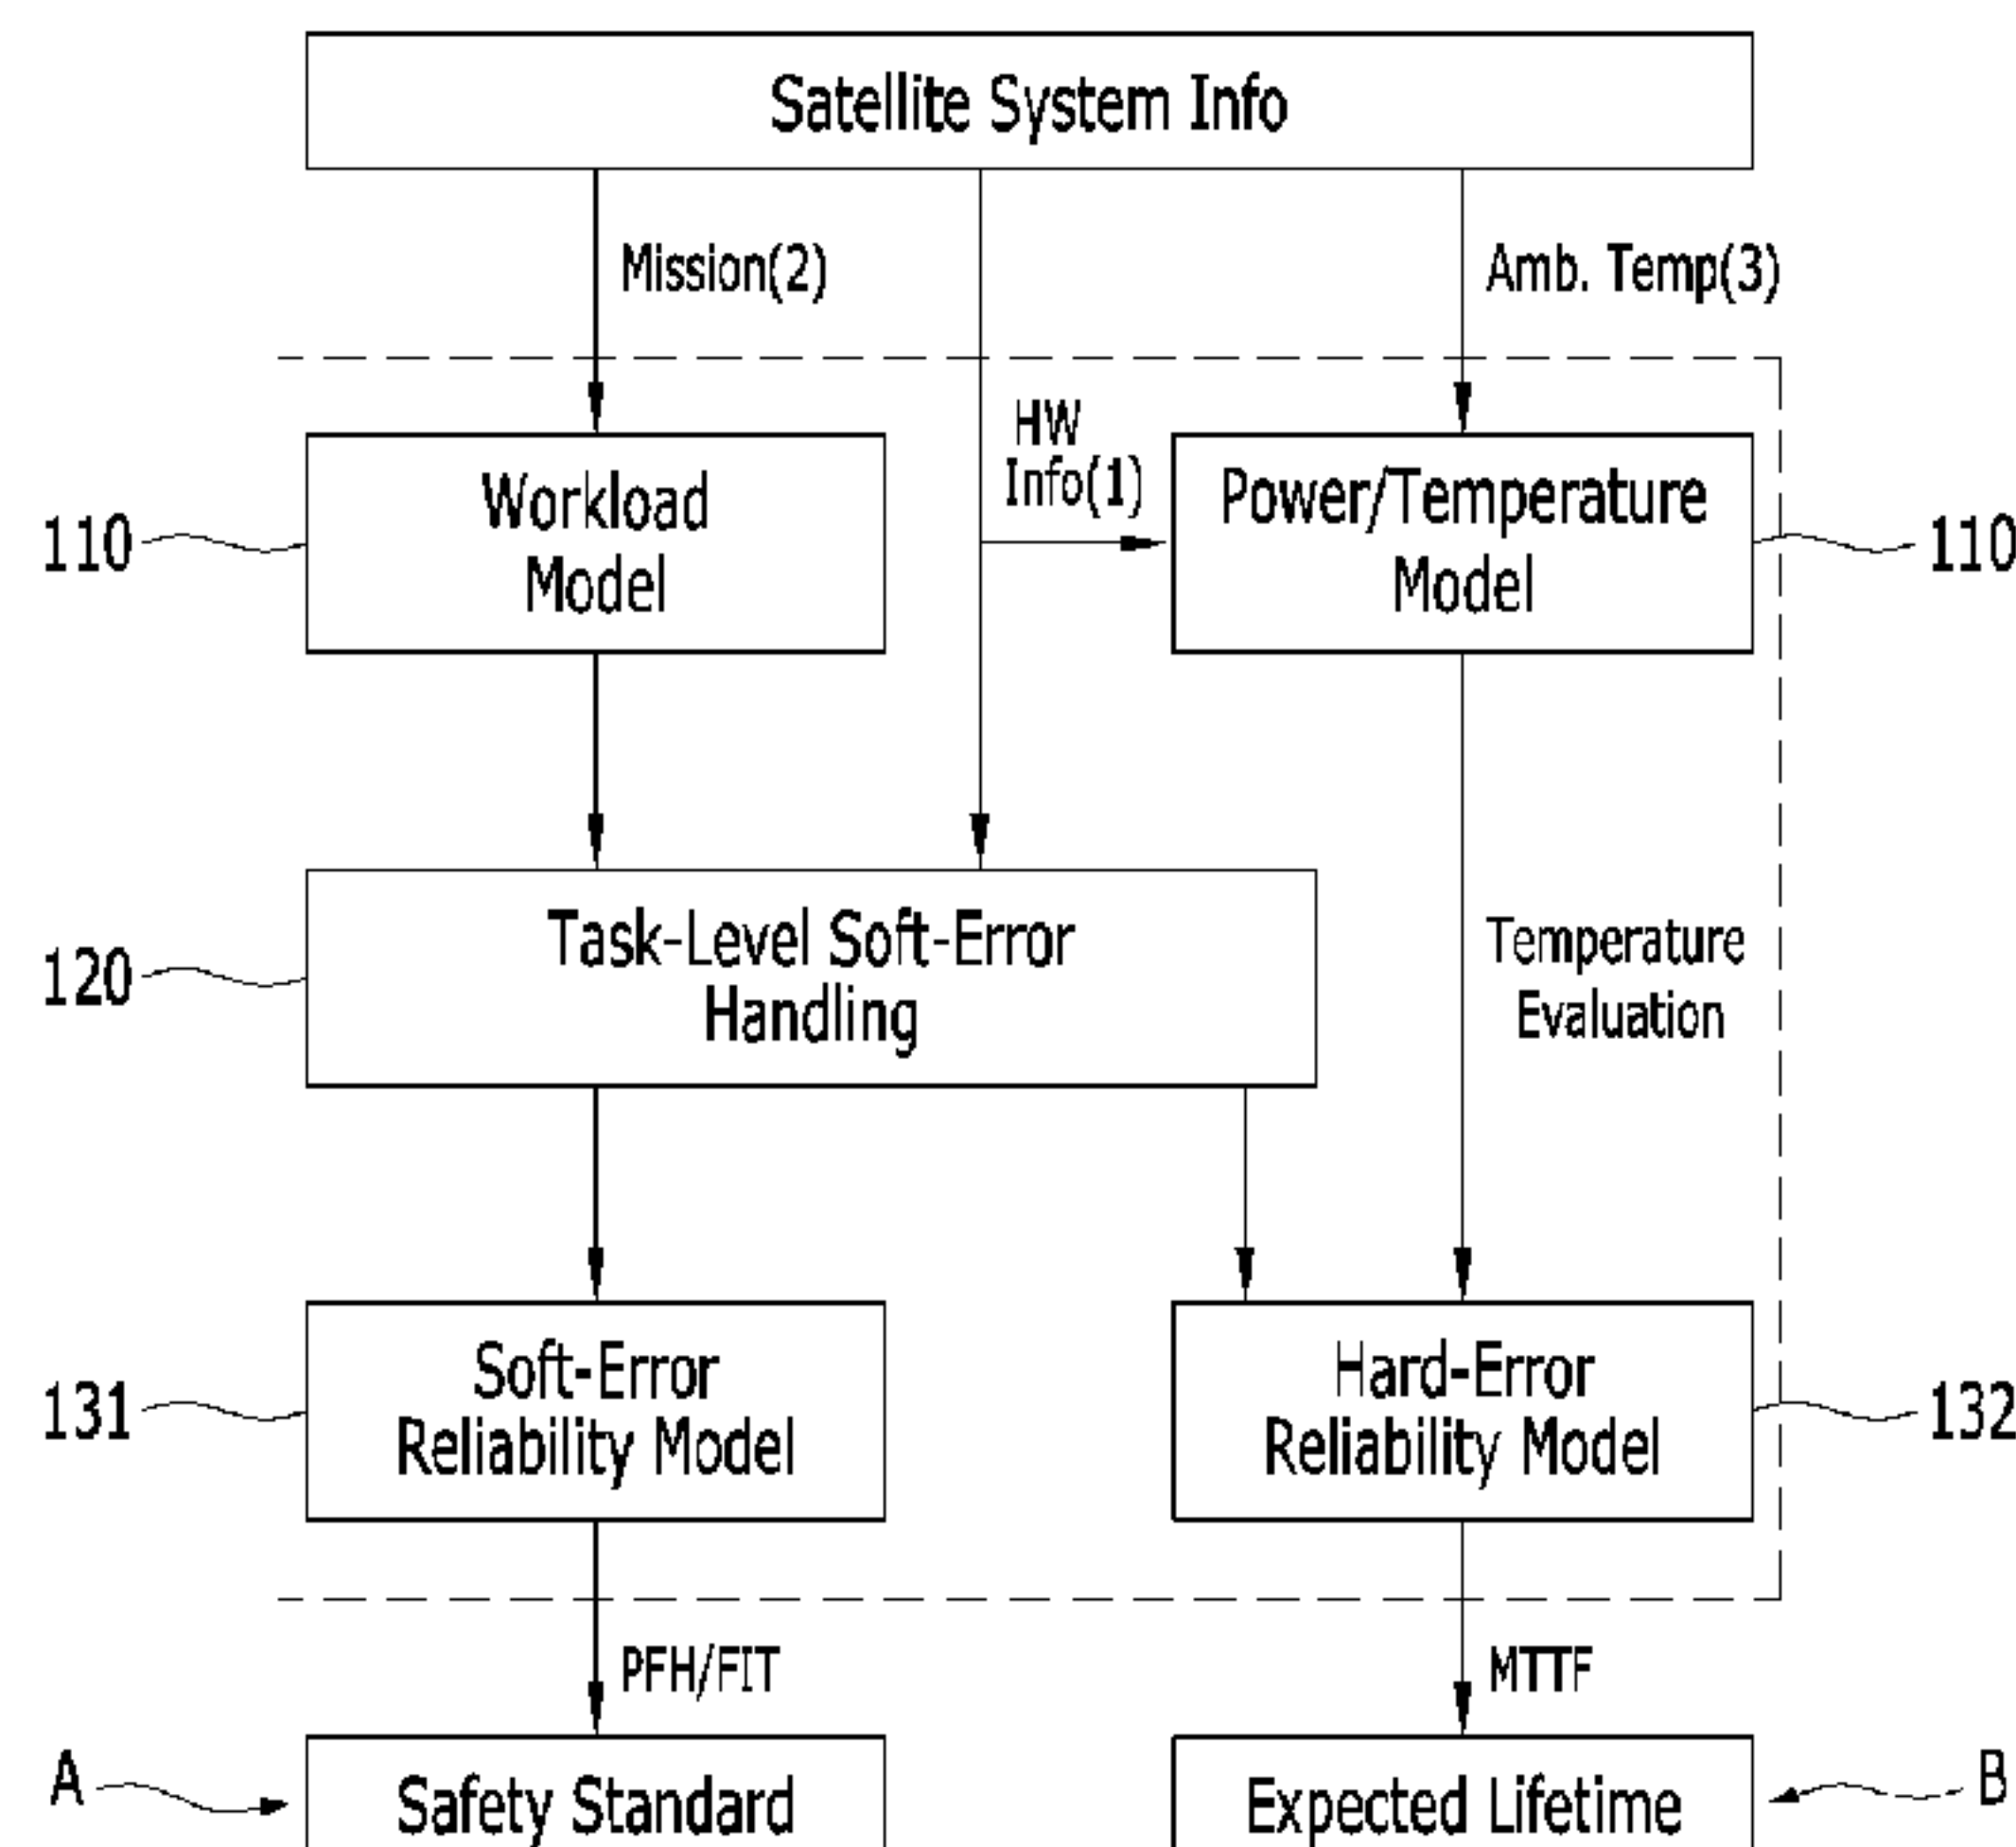 Satellite System Info
Mission(2)
Amb. Temp(3)
HW
Info(1)
110
Workload
Model
Power/Temperature
Model
110
120
Task-Level Soft-Error
Handling
Temperature
Evaluation
131
Soft-Error
Reliability Model
Hard-Error
Reliability Model
132
PFH/FIT
MTTF
A
Safety Standard
Expected Lifetime
B